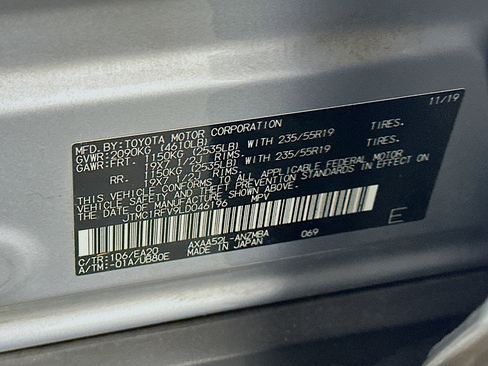 MFD. BY: TOYOTA MOTOR CORPORATION 11/19
GVWR: 2090KG (4610LB)
GAWR: FRT- 1150KG (2535LB) WITH 235/55R19 TIRES.
19X7 1/2J RIMS.
RR. 1150KG (2535LB) WITH 235/55R19 TIRES.
19X7 1/2J RIMS.
THIS VEHICLE CONFORMS TO ALL APPLICABLE FEDERAL MOTOR
VEHICLE SAFETY AND THEFT PREVENTION STANDARDS IN
EFFECT ON THE DATE OF MANUFACTURE SHOWN ABOVE.
JTMC1RFV9LD046196 MPV
E
C/TR: 1D6/EA20 AXAA52L-ANZMBA 069
A/TM: -01A/UB80E MADE IN JAPAN